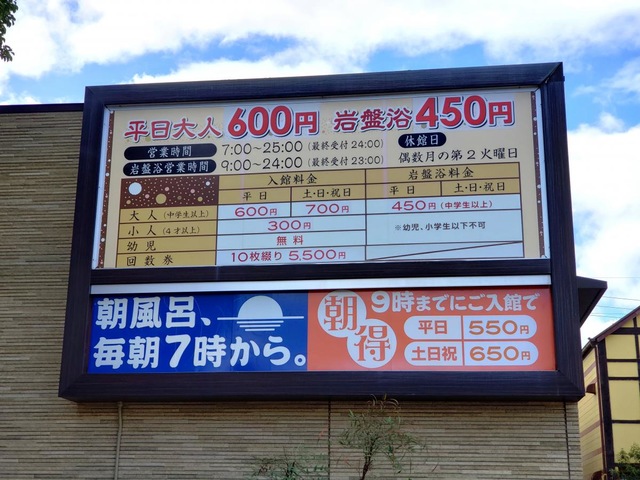 平日大人600円 岩盤浴450円
営業時間 7:00~25:00(最終受付24:00) 休館日
岩盤浴営業時間 9:00~24:00(最終受付23:00) 偶数月の第2火曜日
入館料金 岩盤浴料金
平日 土・日・祝日 平日 土・日・祝日
大人(中学生以上) 600円 700円 450円(中学生以上)
小人(4才以上) 300円 ※幼児、小学生以下不可
幼児 無料
回数券 10枚綴り5,500円
朝風呂、
毎朝7時から。
朝得 9時までにご入館で
平日 550円
土日祝 650円